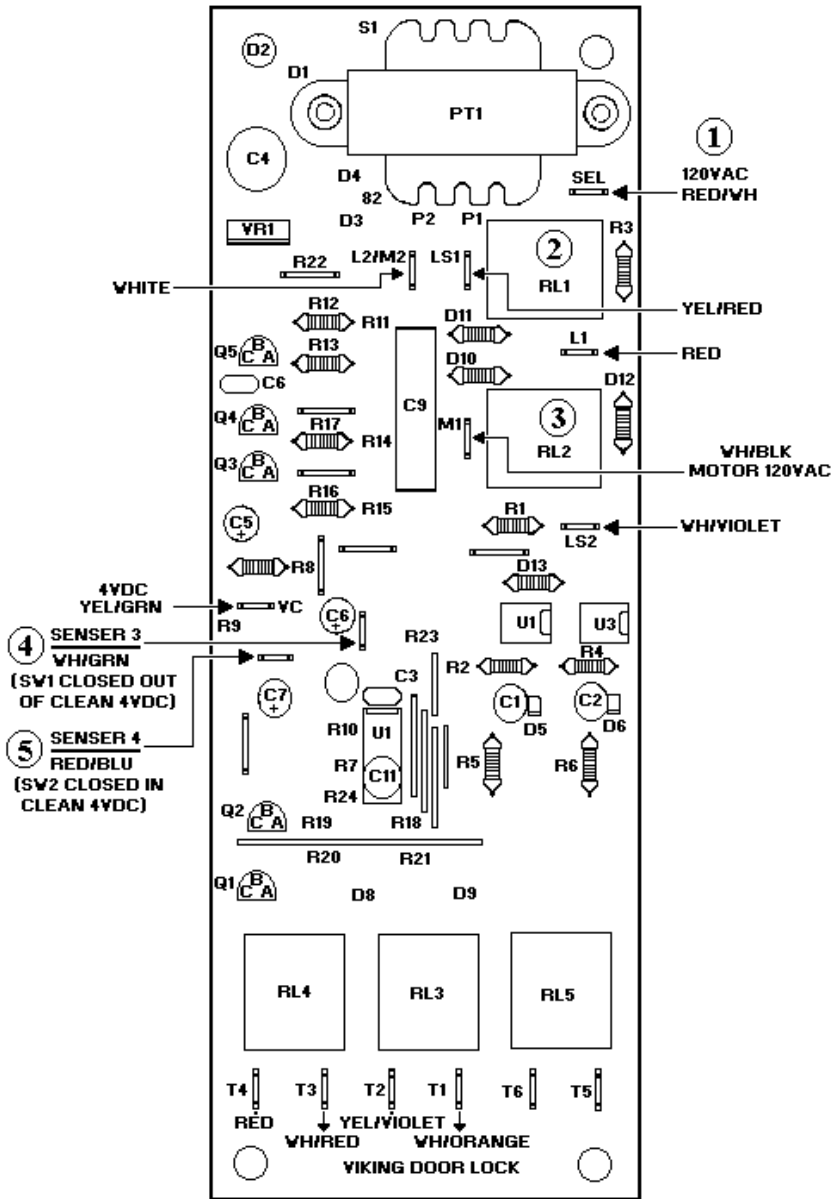 S1
D2
D1
PT1
1
C4
120VAC
RED/WH
SEL
D4
82
D3
P2
P1
R3
VR1
2
RL1
L2/M2
LS1
R22
WHITE
YEL/RED
R12
R11
D11
L1
RED
Q5
B
C A
R13
D10
C6
C9
D12
3
RL2
Q4
B
C A
R17
R14
M1
WH/BLK
MOTOR 120VAC
Q3
B
C A
R16
R15
C5
+
R1
LS2
WH/VIOLET
R8
D13
4VDC
YEL/GRN
VC
R9
C6
+
U1
U3
4
SENSER 3
WH/GRN
(SW1 CLOSED OUT
OF CLEAN 4VDC)
R23
R2
R4
C7
+
C3
C1
D5
C2
D6
5
SENSER 4
RED/BLU
(SW2 CLOSED IN
CLEAN 4VDC)
R10
U1
R7
C11
R5
R6
R24
Q2
B
C A
R19
R18
R20
R21
Q1
B
C A
D8
D9
RL4
RL3
RL5
T4
T3
T2
T1
T6
T5
RED
YEL/VIOLET
WH/RED
WH/ORANGE
VIKING DOOR LOCK